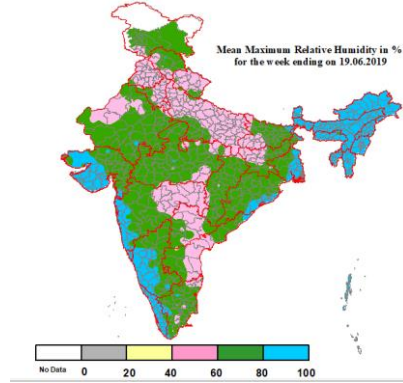 Mean Maximum Relative Humidity in %
for the week ending on 19.06.2019
No Data 0 20 40 60 80 100